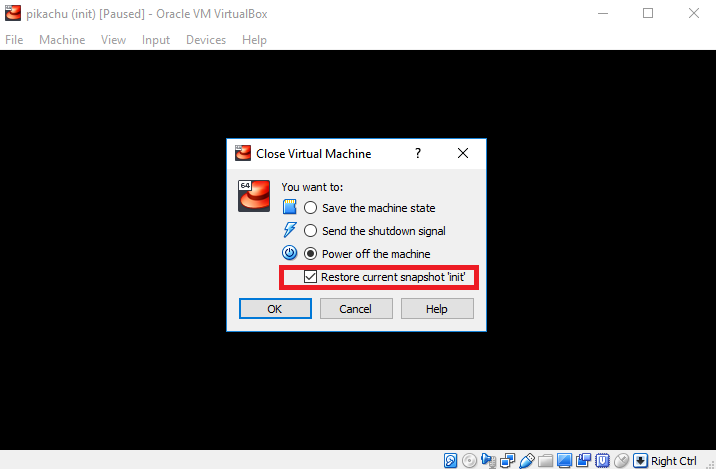 pikachu (init) [Paused] - Oracle VM VirtualBox
File Machine View Input Devices Help
Close Virtual Machine ?
64
You want to:
Save the machine state
Send the shutdown signal
Power off the machine
Restore current snapshot 'init'
OK Cancel Help
Right Ctrl